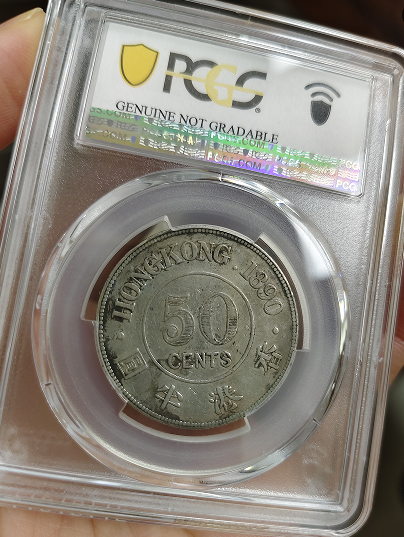 PCGS
GENUINE NOT GRADABLE
HONGKONG · 1890 ·
50
CENTS
香港半圓